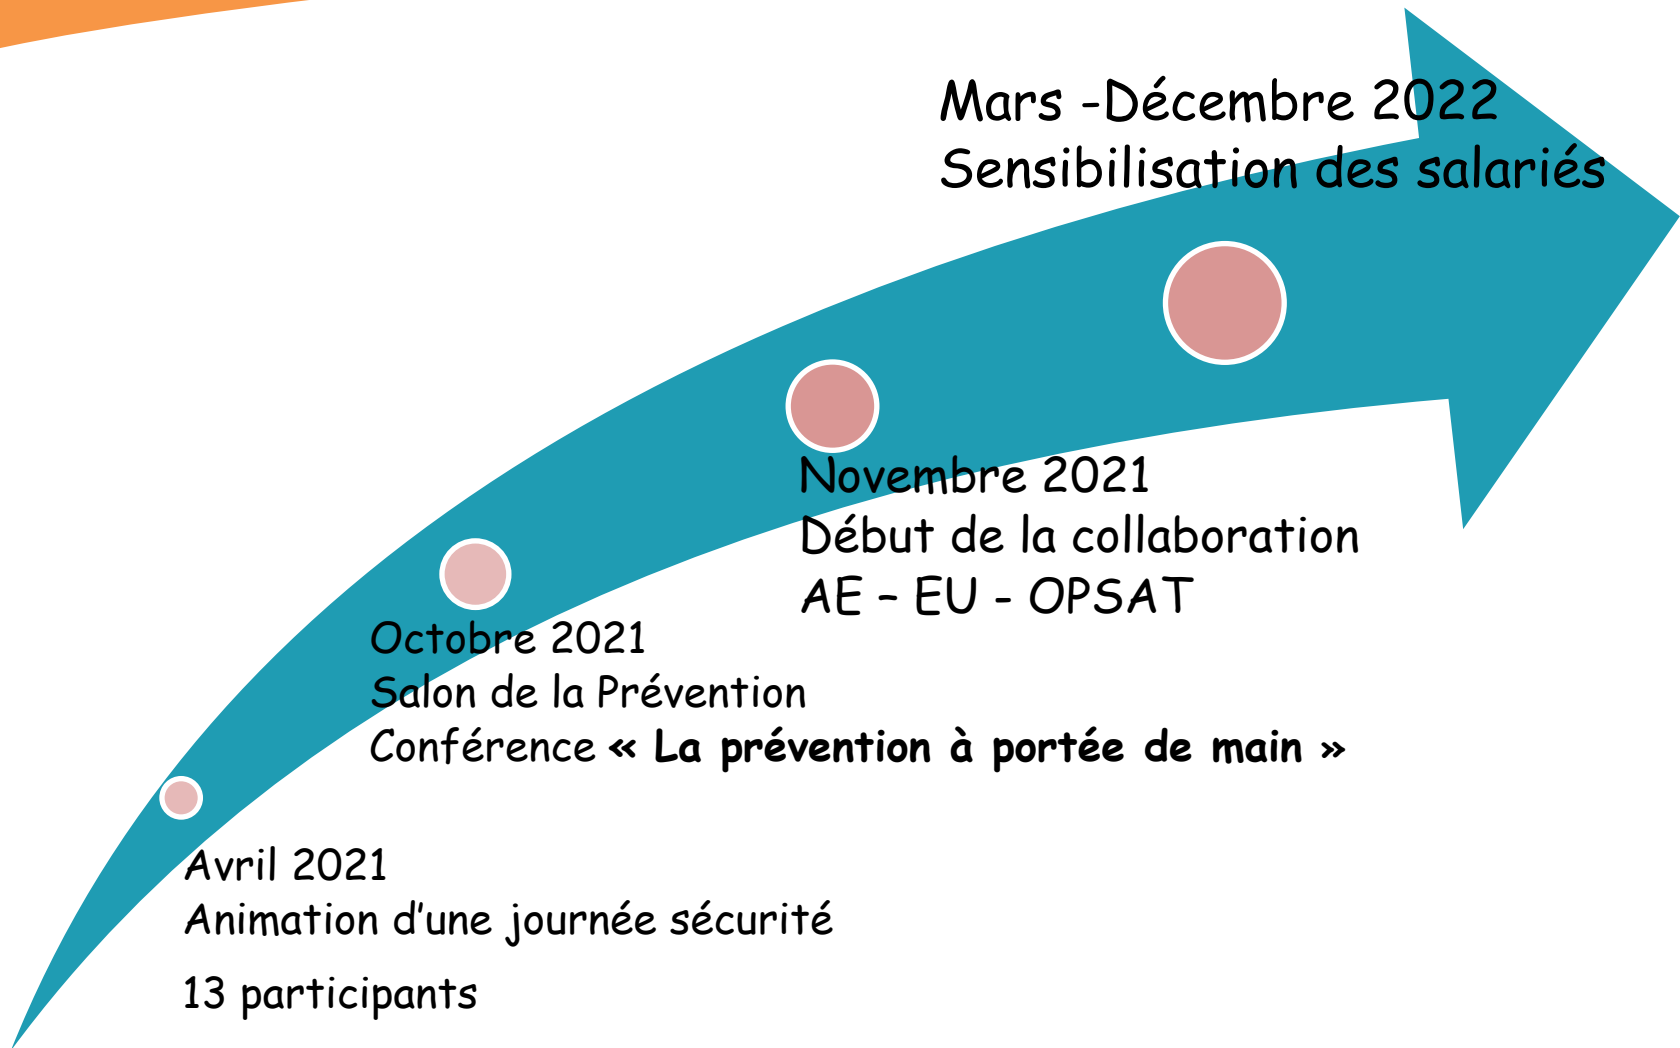 Mars -Décembre 2022
Sensibilisation des salariés
Novembre 2021
Début de la collaboration
AE – EU - OPSAT
Octobre 2021
Salon de la Prévention
Conférence « La prévention à portée de main »
Avril 2021
Animation d’une journée sécurité
13 participants